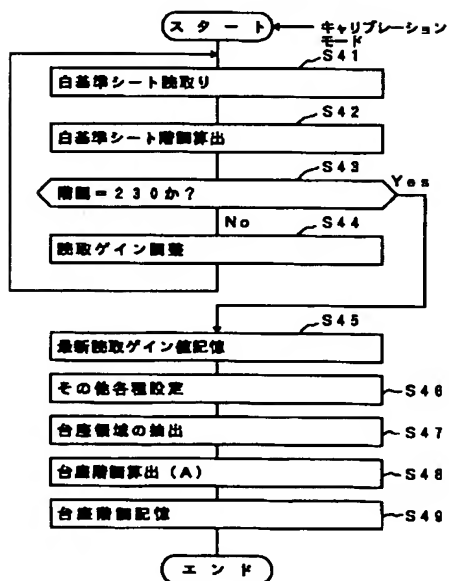 スタート
キャリブレーション
モード
S41
白基準シート読取り
S42
白基準シート階調算出
S43
階調=230か?
Yes
No
S44
読取ゲイン調整
S45
最新読取ゲイン値記憶
その他各種設定
S46
台座領域の抽出
S47
台座階調算出(A)
S48
台座階調記憶
S49
エンド